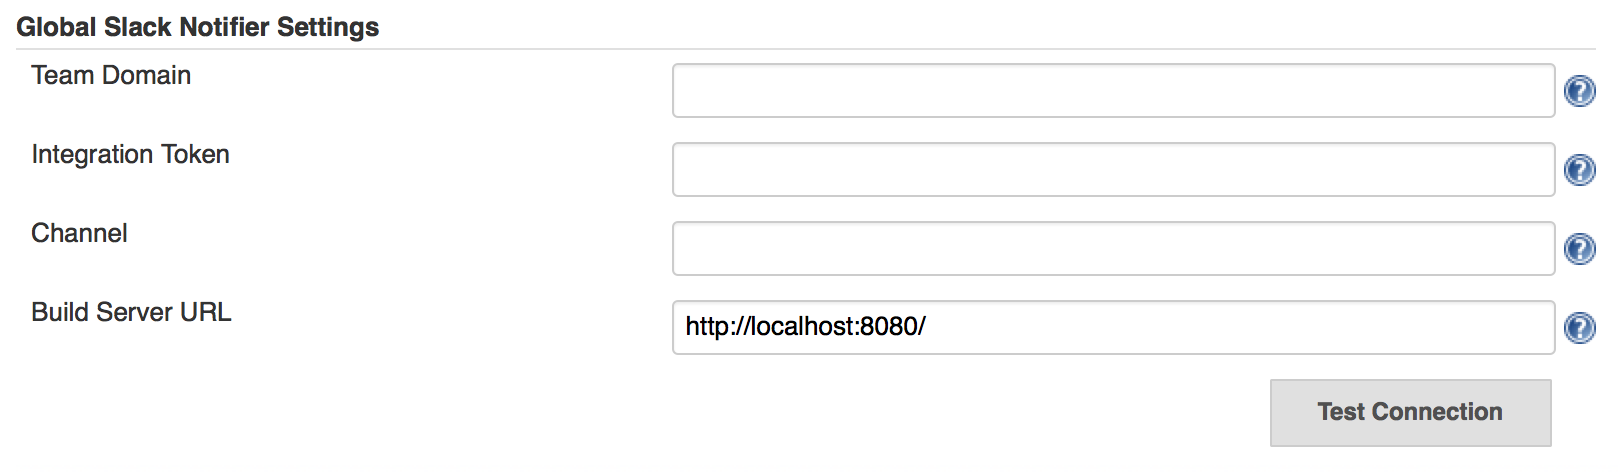 Global Slack Notifier Settings
Team Domain
?
Integration Token
?
Channel
?
Build Server URL
http://localhost:8080/
?
Test Connection